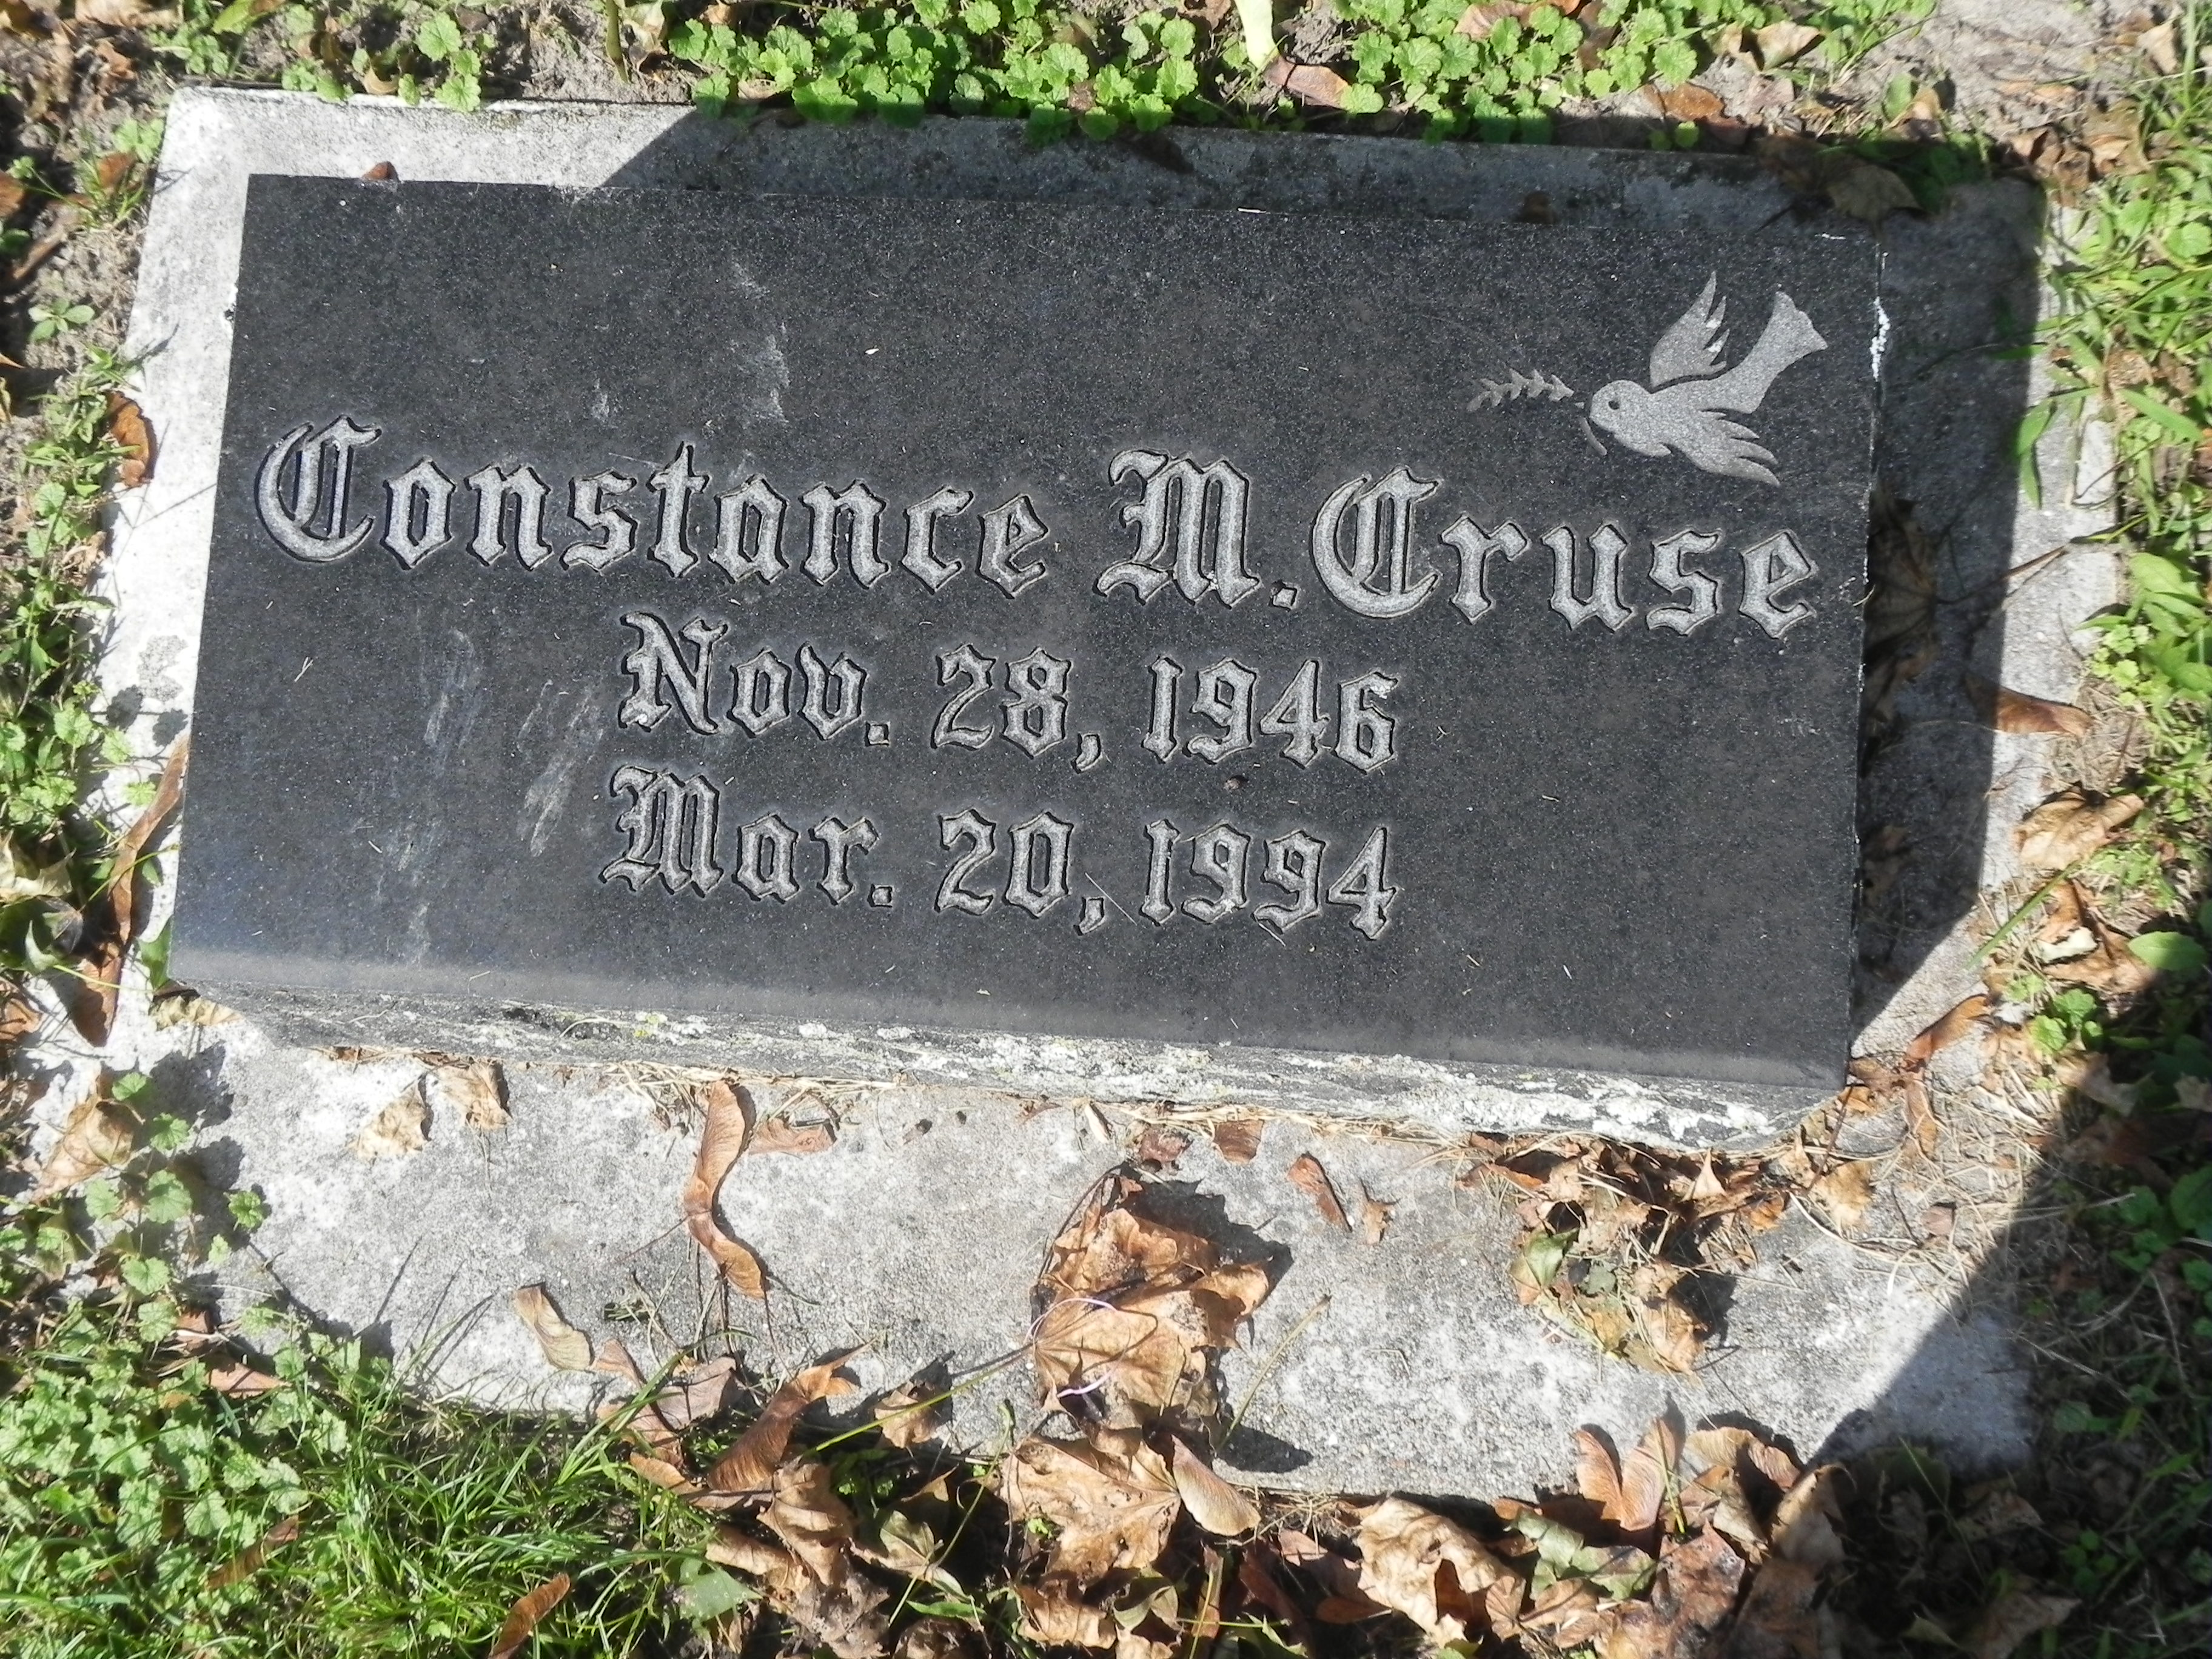 Constance M. Cruse
Nov. 28, 1946
Mar. 20, 1994